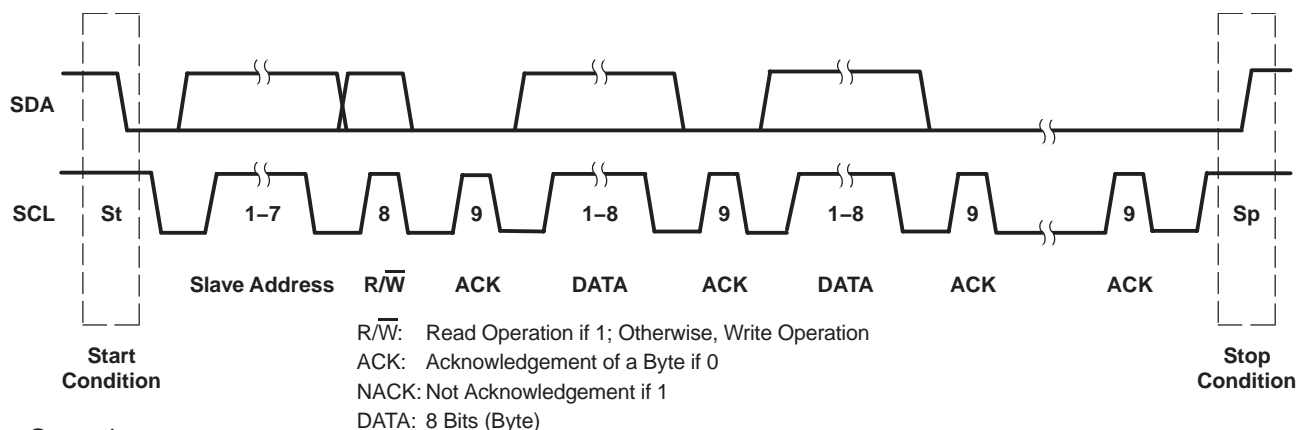 SDA
SCL St 1–7 8 9 1–8 9 1–8 9 9 Sp
Slave Address R/W̅ ACK DATA ACK DATA ACK ACK
Start
Condition
Stop
Condition
R/W̅: Read Operation if 1; Otherwise, Write Operation
ACK: Acknowledgement of a Byte if 0
NACK: Not Acknowledgement if 1
DATA: 8 Bits (Byte)